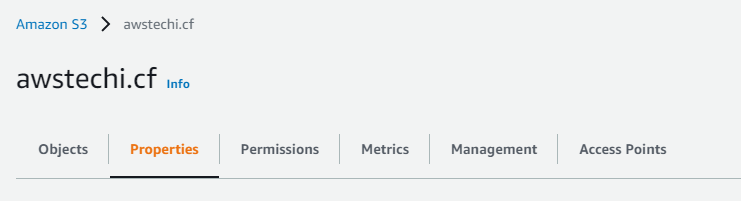 Amazon S3 > awstechi.cf
awstechi.cf Info
Objects Properties Permissions Metrics Management Access Points